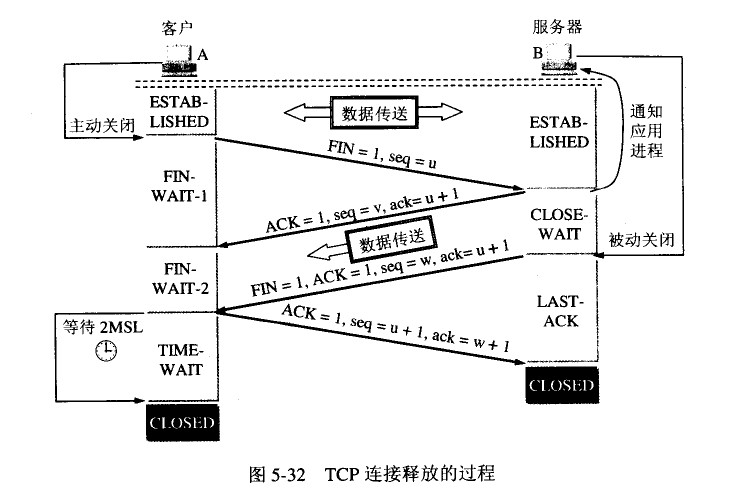 客户
服务器
A
B
ESTAB-
LISHED
数据传送
通知
应用
进程
主动关闭
ESTAB-
LISHED
FIN = 1, seq = u
FIN-
WAIT-1
ACK = 1, seq = v, ack= u + 1
CLOSE-
WAIT
数据传送
被动关闭
FIN = 1, ACK = 1, seq = w, ack= u + 1
FIN-
WAIT-2
ACK = 1, seq = u + 1, ack = w + 1
LAST-
ACK
等待 2MSL
TIME-
WAIT
CLOSED
CLOSED
图 5-32 TCP 连接释放的过程